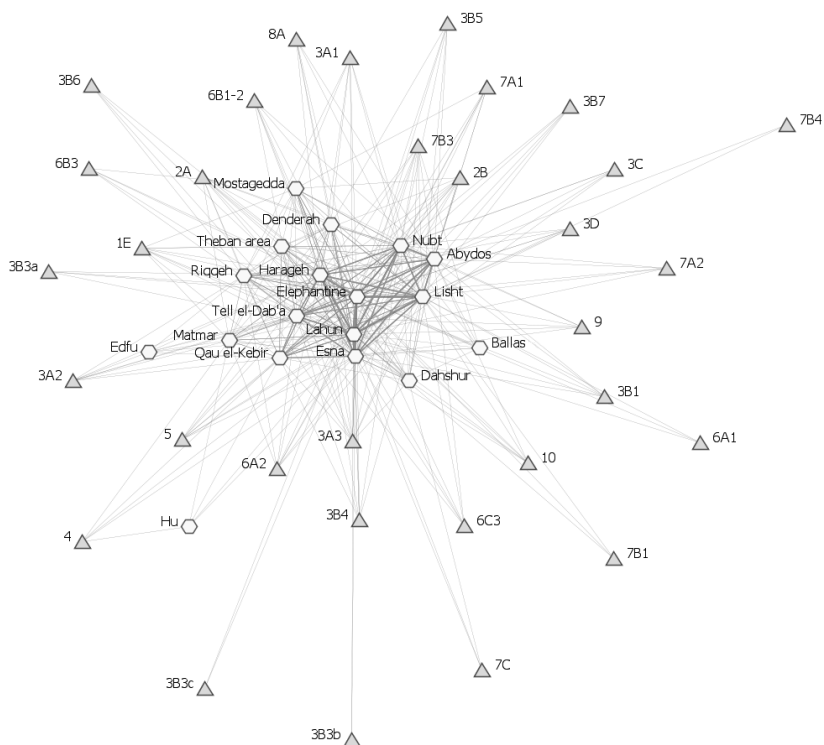 3B5
8A
3A1
3B6
7A1
6B1-2
3B7
7B4
7B3
6B3
2A
2B
3C
Mostagedda
Denderah
3D
1E
Theban area
Nubt
Abydos
3B3a
Riqqeh
Harageh
7A2
Elephantine
Lisht
Tell el-Dab'a
9
Matmar
Lahun
Edfu
Qau el-Kebir
Esna
Ballas
3A2
Dahshur
3B1
5
3A3
6A1
6A2
10
Hu
3B4
6C3
4
7B1
7C
3B3c
3B3b